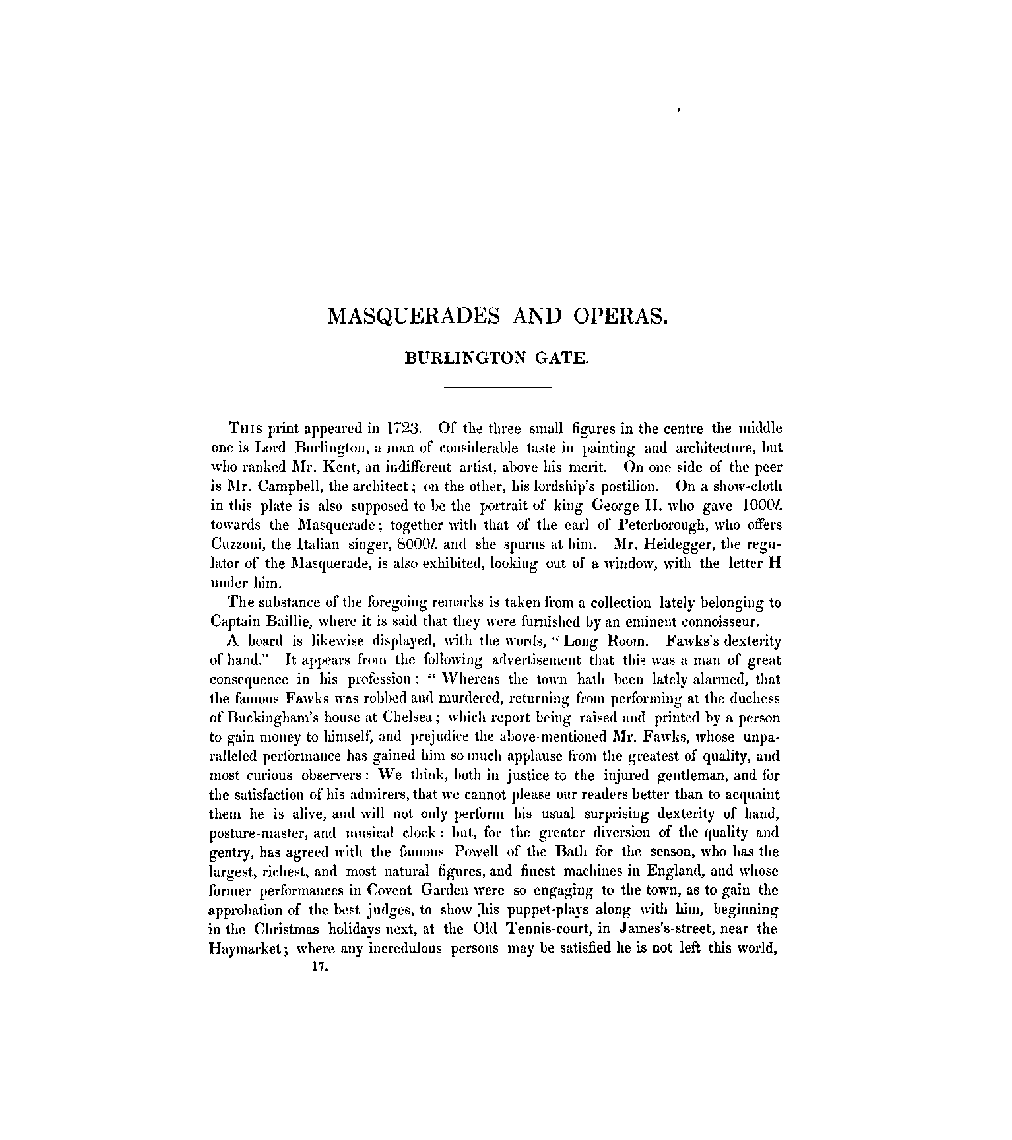 MASQUERADES AND OPERAS.
BURLINGTON GATE.
THIS print appeared in 1723. Of the three small figures in the centre the middle
one is Lord Burlington, a man of considerable taste in painting and architecture, but
who ranked Mr. Kent, an indifferent artist, above his merit. On one side of the peer
is Mr. Campbell, the architect; on the other, his lordship's postilion. On a show-cloth
in this plate is also supposed to be the portrait of king George II. who gave 1000l.
towards the Masquerade; together with that of the earl of Peterborough, who offers
Cuzzoni, the Italian singer, 8000l. and she spurns at him. Mr. Heidegger, the regu-
lator of the Masquerade, is also exhibited, looking out of a window, with the letter H
under him.
The substance of the foregoing remarks is taken from a collection lately belonging to
Captain Baillie, where it is said that they were furnished by an eminent connoisseur.
A board is likewise displayed, with the words, "Long Room. Fawks's dexterity
of hand." It appears from the following advertisement that this was a man of great
consequence in his profession: "Whereas the town hath been lately alarmed, that
the famous Fawks was robbed and murdered, returning from performing at the duchess
of Buckingham's house at Chelsea; which report being raised and printed by a person
to gain money to himself, and prejudice the above-mentioned Mr. Fawks, whose unpa-
ralleled performance has gained him so much applause from the greatest of quality, and
most curious observers: We think, both in justice to the injured gentleman, and for
the satisfaction of his admirers, that we cannot please our readers better than to acquaint
them he is alive, and will not only perform his usual surprising dexterity of hand,
posture-master, and musical clock: but, for the greater diversion of the quality and
gentry, has agreed with the famous Powell of the Bath for the season, who has the
largest, richest, and most natural figures, and finest machines in England, and whose
former performances in Covent Garden were so engaging to the town, as to gain the
approbation of the best judges, to show his puppet-plays along with him, beginning
in the Christmas holidays next, at the Old Tennis-court, in James's-street, near the
Haymarket; where any incredulous persons may be satisfied he is not left this world,
17.